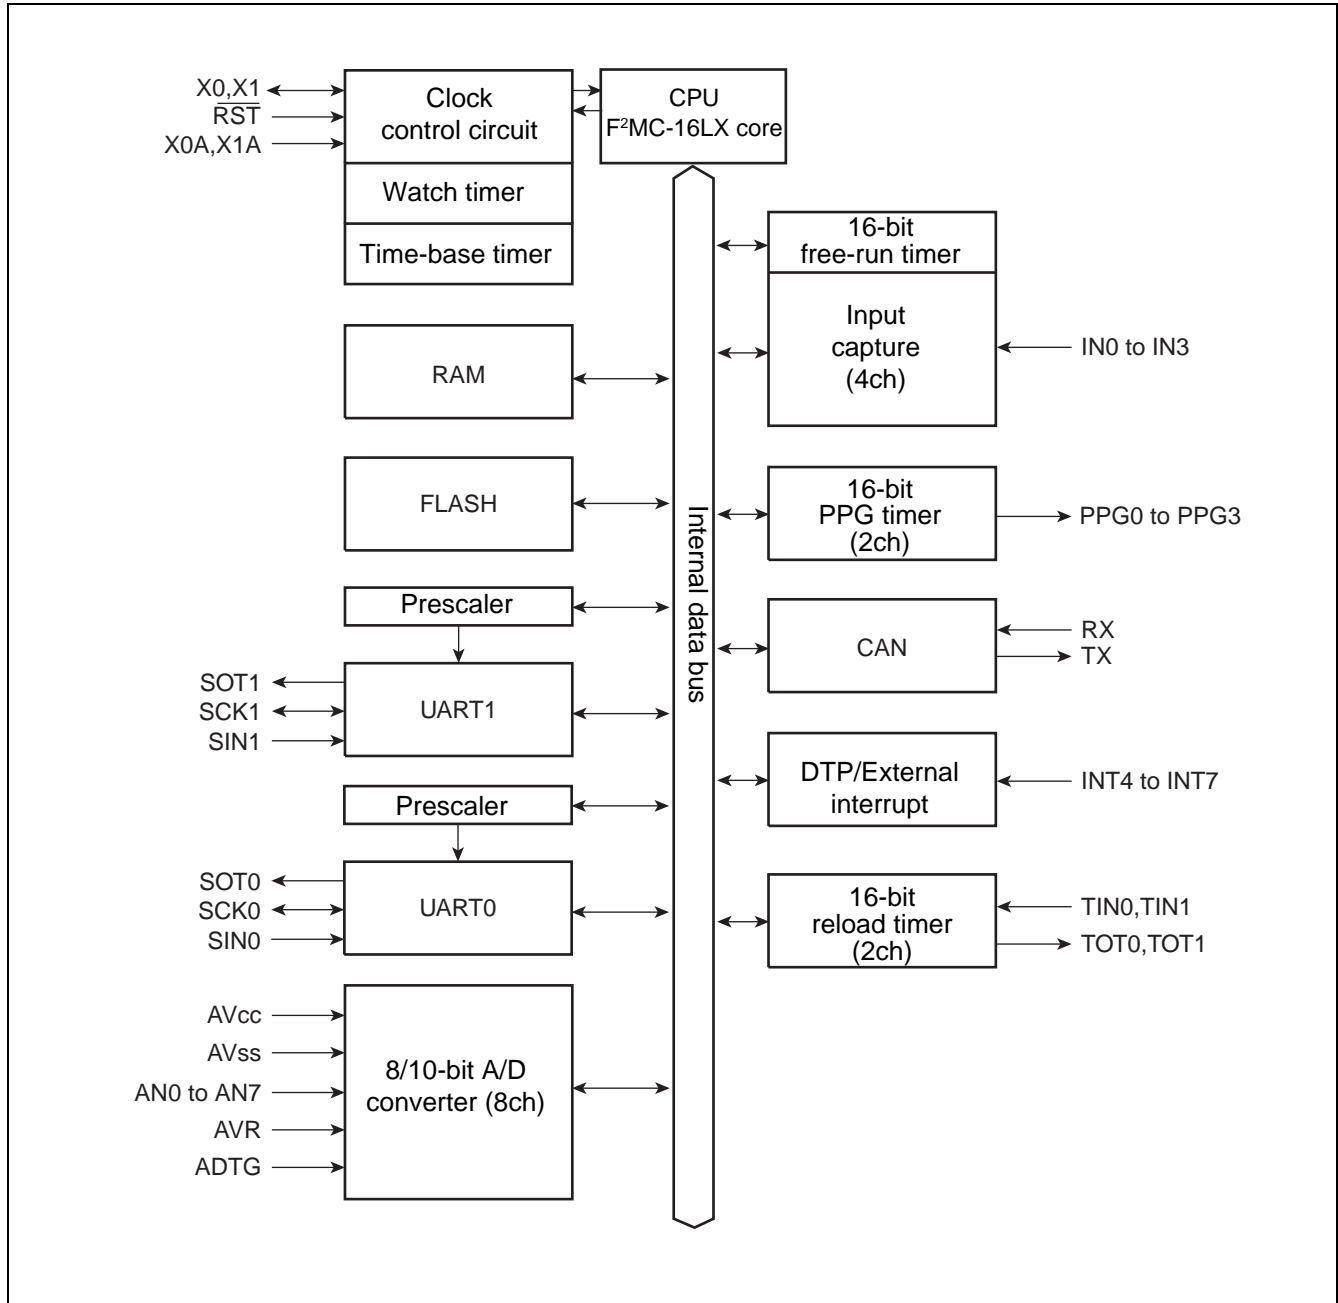 X0,X1
RST
X0A,X1A
Clock
control circuit
Watch timer
Time-base timer
CPU
F²MC-16LX core
RAM
FLASH
Prescaler
SOT1
SCK1
SIN1
UART1
Prescaler
SOT0
SCK0
SIN0
UART0
AVcc
AVss
AN0 to AN7
AVR
ADTG
8/10-bit A/D
converter (8ch)
Internal data bus
16-bit
free-run timer
Input
capture
(4ch)
IN0 to IN3
16-bit
PPG timer
(2ch)
PPG0 to PPG3
CAN
RX
TX
DTP/External
interrupt
INT4 to INT7
16-bit
reload timer
(2ch)
TIN0,TIN1
TOT0,TOT1